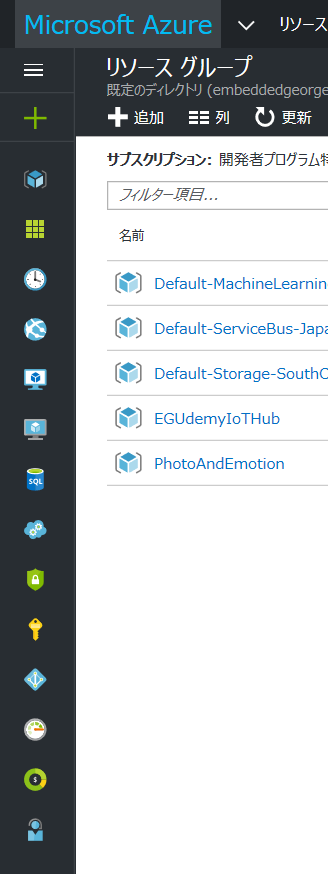 Microsoft Azure
リソース
リソース グループ
既定のディレクトリ (embeddedgeorge
追加 列 更新
サブスクリプション: 開発者プログラム特
フィルター項目...
名前
Default-MachineLearnin
Default-ServiceBus-Japa
Default-Storage-SouthC
EGUdemyIoTHub
PhotoAndEmotion
SQL